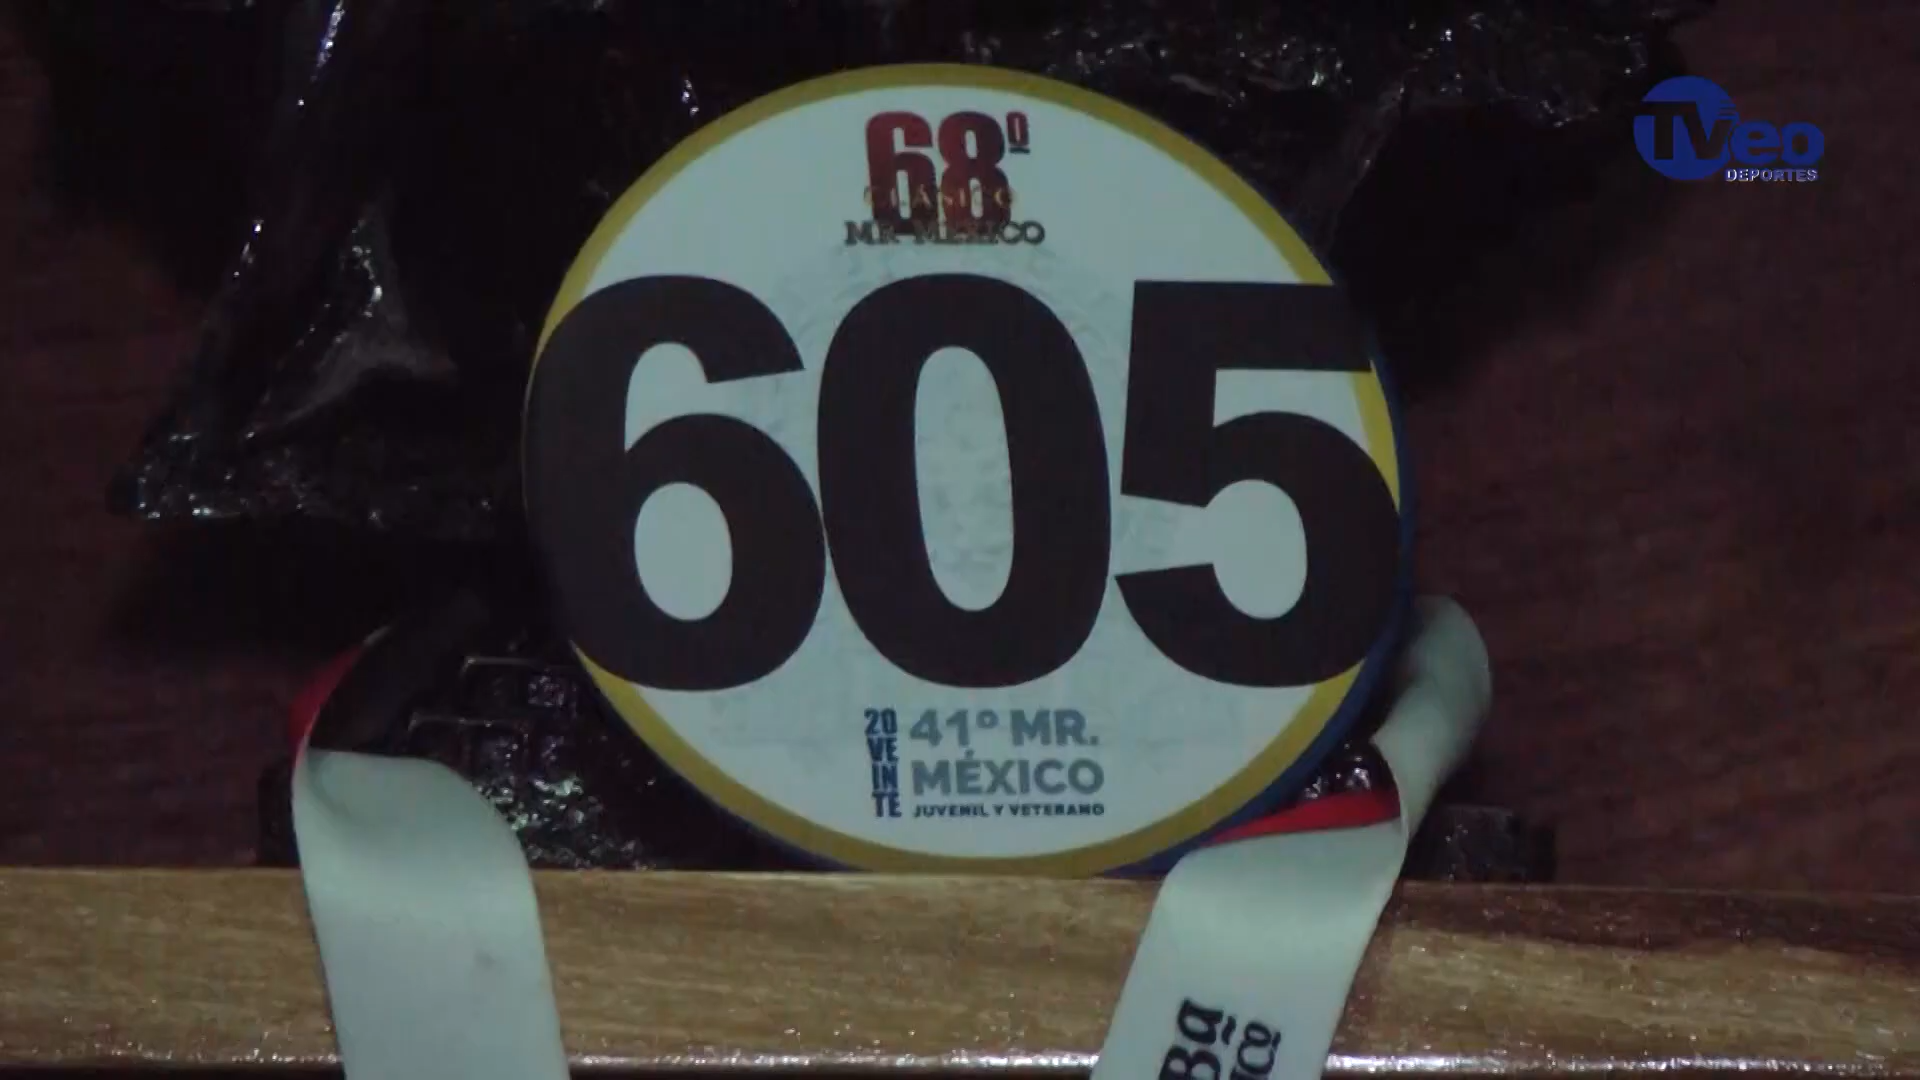 TVeo
DEPORTES
68º
CLÁSICO
MR MÉXICO
605
20
VE
IN
TE
41º MR.
MÉXICO
JUVENIL Y VETERANO